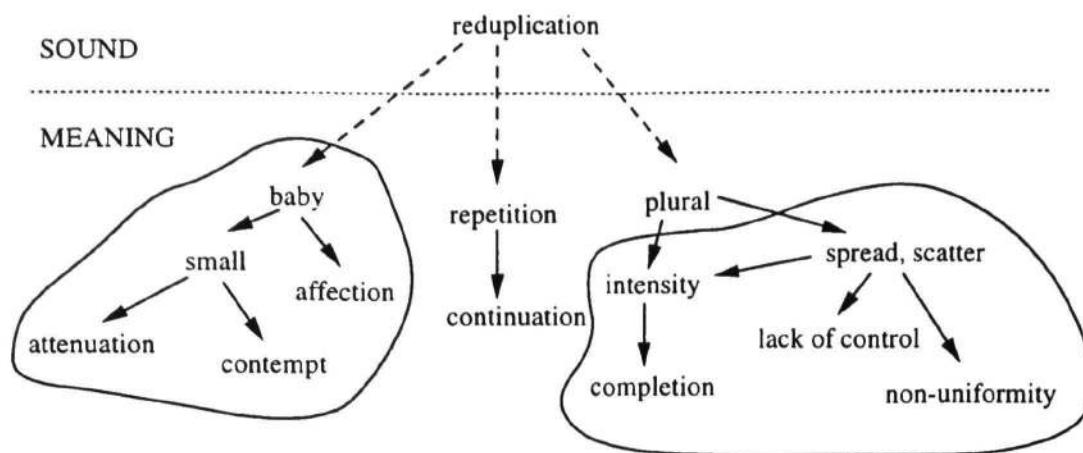 reduplication
SOUND
MEANING
baby
repetition
plural
small
spread, scatter
affection
intensity
continuation
attenuation
lack of control
contempt
completion
non-uniformity